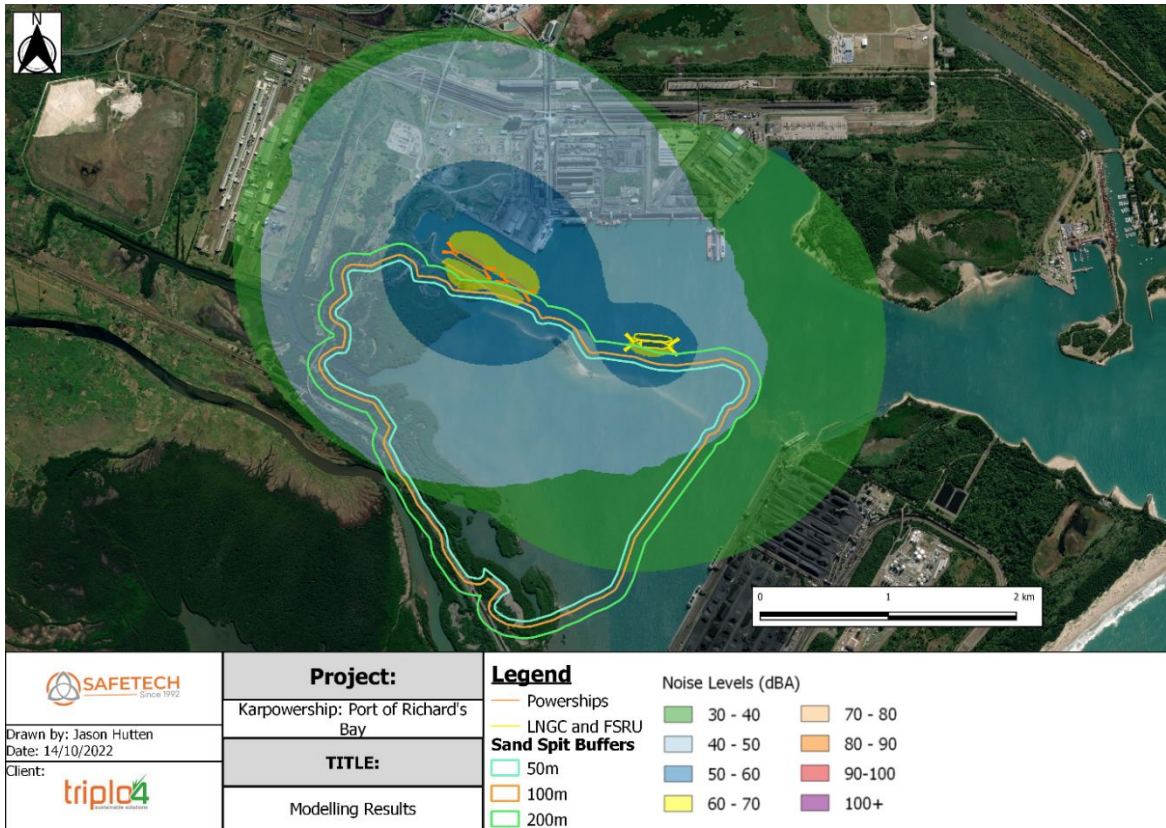 N
0 1 2 km
SAFETECH
Since 1992
Drawn by: Jason Hutten
Date: 14/10/2022
Client:
triplo4
sustainable solutions
Project:
Karpowership: Port of Richard's
Bay
TITLE:
Modelling Results
Legend
Powerships
LNGC and FSRU
Sand Spit Buffers
50m
100m
200m
Noise Levels (dBA)
30 - 40
40 - 50
50 - 60
60 - 70
70 - 80
80 - 90
90-100
100+